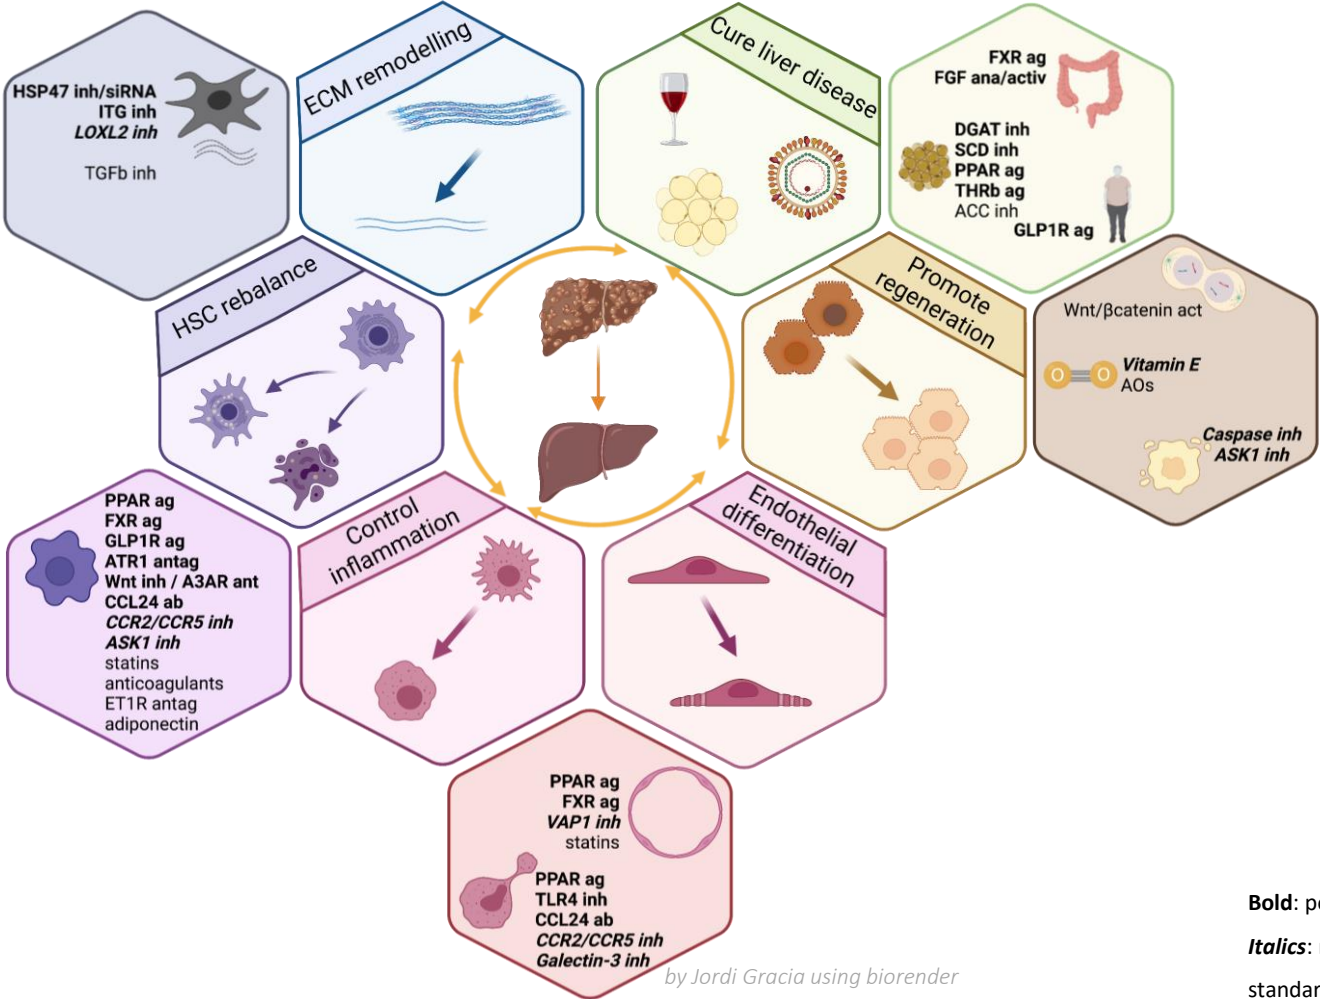 HSP47 inh/siRNA
ITG inh
LOXL2 inh
TGFb inh
ECM remodelling
Cure liver disease
FXR ag
FGF ana/activ
DGAT inh
SCD inh
PPAR ag
THRb ag
ACC inh
GLP1R ag
HSC rebalance
Promote
regeneration
Wnt/βcatenin act
O O
Vitamin E
AOs
Caspase inh
ASK1 inh
PPAR ag
FXR ag
GLP1R ag
ATR1 antag
Wnt inh / A3AR ant
CCL24 ab
CCR2/CCR5 inh
ASK1 inh
statins
anticoagulants
ET1R antag
adiponectin
Control
inflammation
Endothelial
differentiation
PPAR ag
FXR ag
VAP1 inh
statins
PPAR ag
TLR4 inh
CCL24 ab
CCR2/CCR5 inh
Galectin-3 inh
by Jordi Gracia using biorender
Bold:
Italics: